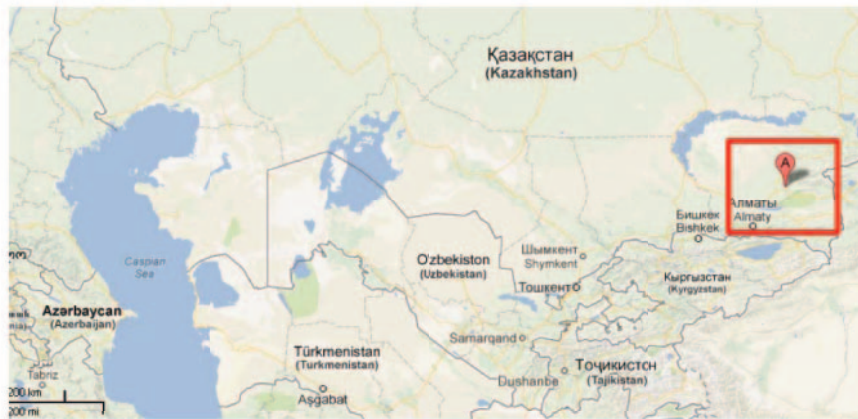 Қазақстан
(Kazakhstan)
A
Алматы
Almaty
Бишкек
Bishkek
Caspian
Sea
O'zbekiston
(Uzbekistan)
Шымкент
Shymkent
Тошкент
Кыргызстан
(Kyrgyzstan)
Azərbaycan
(Azerbaijan)
Samarqand
Türkmenistan
(Turkmenistan)
Тоҷикистон
(Tajikistan)
Tabriz
Dushanbe
Aşgabat
200 km
200 mi